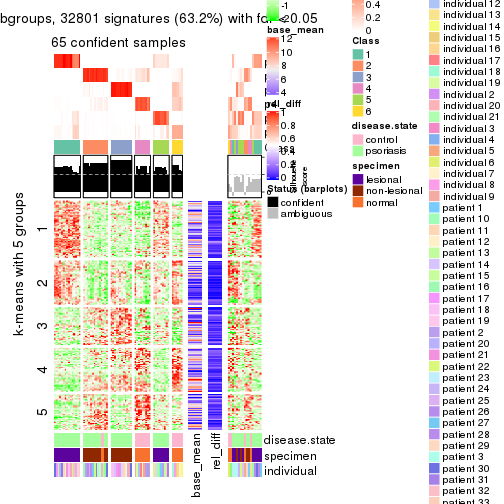 bgroups, 32801 signatures (63.2%) with fdr < 0.05
65 confident samples
k-means with 5 groups
1
2
3
4
5
disease.state
specimen
individual
base_mean
rel_diff
-1
-2
base_mean
12
10
8
6
4
rel_diff
1
0.8
0.6
0.4
0.2
0
Silhouette
score
Status (barplots)
confident
ambiguous
0.4
0.2
0
Class
1
2
3
4
5
6
disease.state
control
psoriasis
specimen
lesional
non-lesional
normal
individual 12
individual 13
individual 14
individual 15
individual 16
individual 17
individual 18
individual 19
individual 2
individual 20
individual 21
individual 3
individual 4
individual 5
individual 6
individual 7
individual 8
individual 9
patient 1
patient 10
patient 11
patient 12
patient 13
patient 14
patient 15
patient 16
patient 17
patient 18
patient 19
patient 2
patient 20
patient 21
patient 22
patient 23
patient 24
patient 25
patient 26
patient 27
patient 28
patient 29
patient 3
patient 30
patient 31
patient 32
patient 33